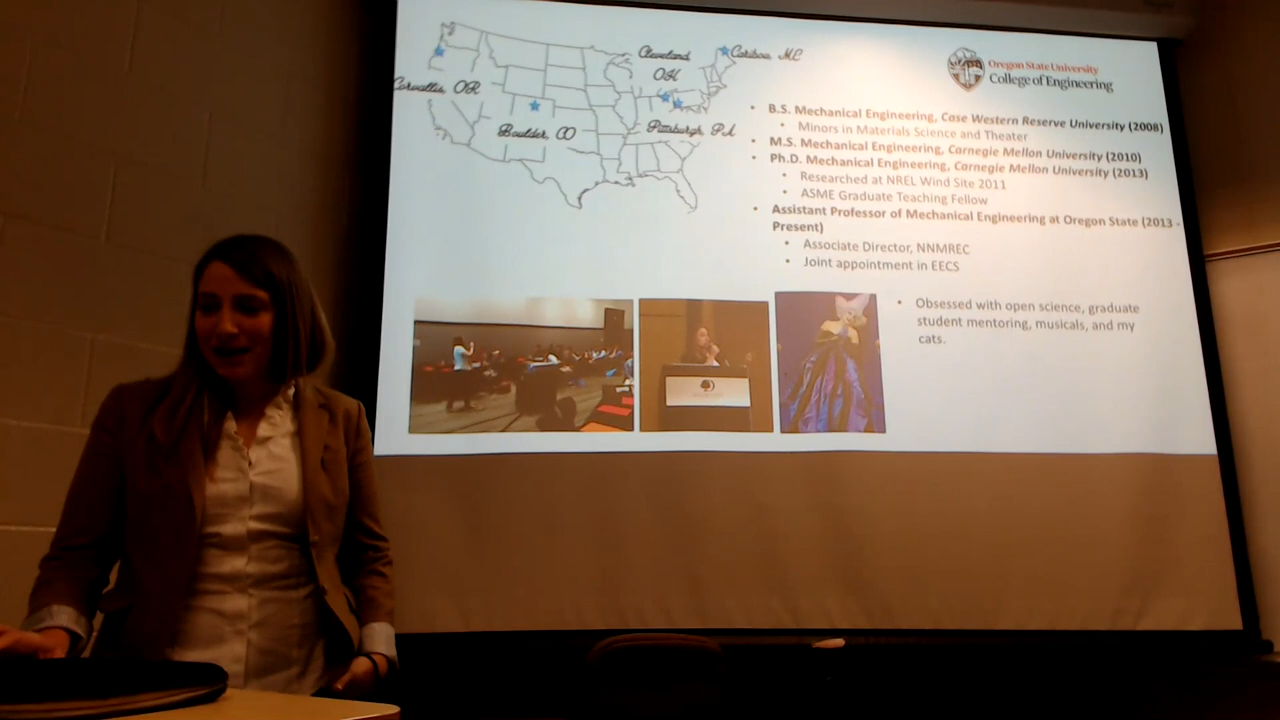 Cleveland
OH
Caribou, ME
Corvallis, OR
Boulder, CO
Pittsburgh PA
Oregon State University
College of Engineering
• B.S. Mechanical Engineering, Case Western Reserve University (2008)
• Minors in Materials Science and Theater
• M.S. Mechanical Engineering, Carnegie Mellon University (2010)
• Ph.D. Mechanical Engineering, Carnegie Mellon University (2013)
• Researched at NREL Wind Site 2011
• ASME Graduate Teaching Fellow
• Assistant Professor of Mechanical Engineering at Oregon State (2013 -
Present)
• Associate Director, NNMREC
• Joint appointment in EECS
• Obsessed with open science, graduate
student mentoring, musicals, and my
cats.